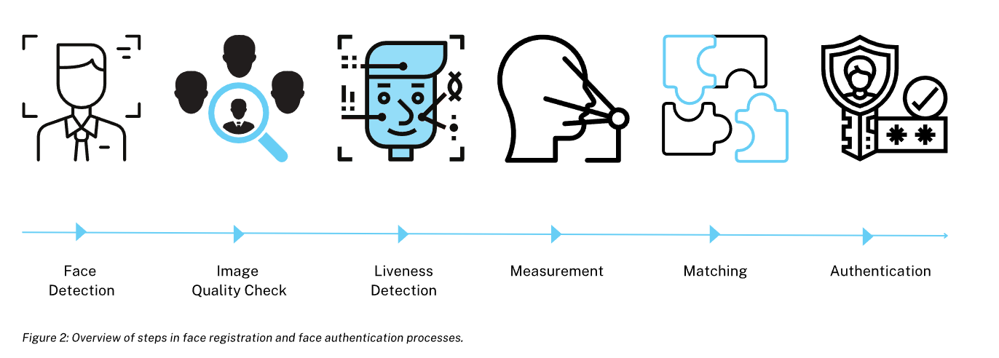 Face
Detection
Image
Quality Check
Liveness
Detection
Measurement
Matching
Authentication
Figure 2: Overview of steps in face registration and face authentication processes.